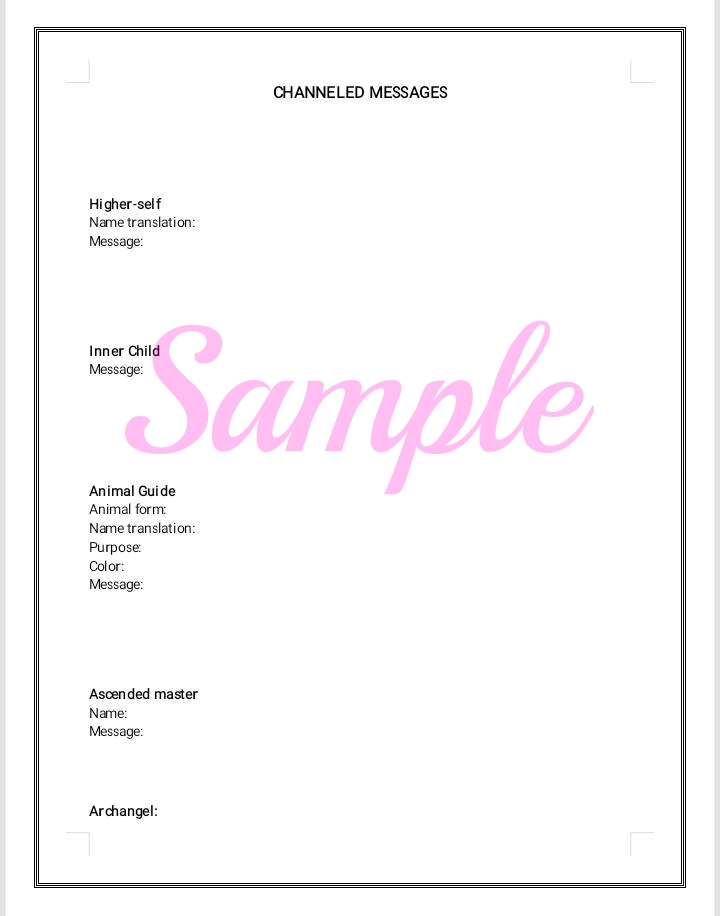 CHANNELED MESSAGES
Higher-self
Name translation:
Message:
Inner Child
Message:
Sample
Animal Guide
Animal form:
Name translation:
Purpose:
Color:
Message:
Ascended master
Name:
Message:
Archangel: